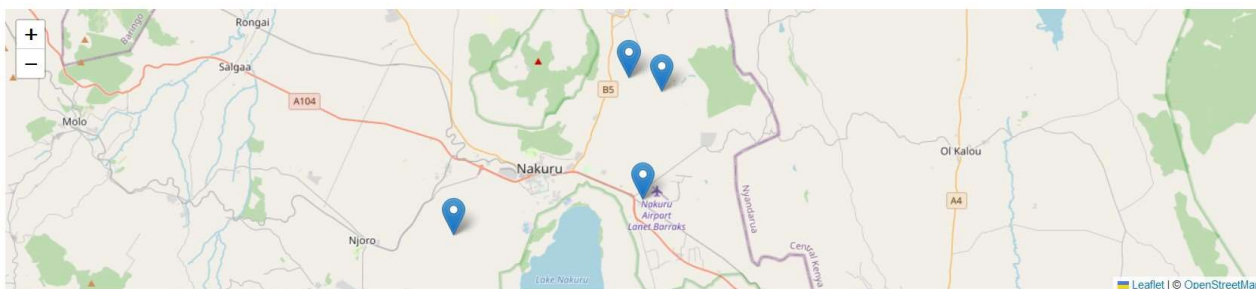 +
−
Rongai
Baringo
Salgaa
A104
B5
Molo
Nakuru
Ol Kalou
Nakuru
Airport
Lanet Barraks
Nyandarua
A4
Njoro
Central Kenya
Lake Nakuru
Leaflet | © OpenStreetMa